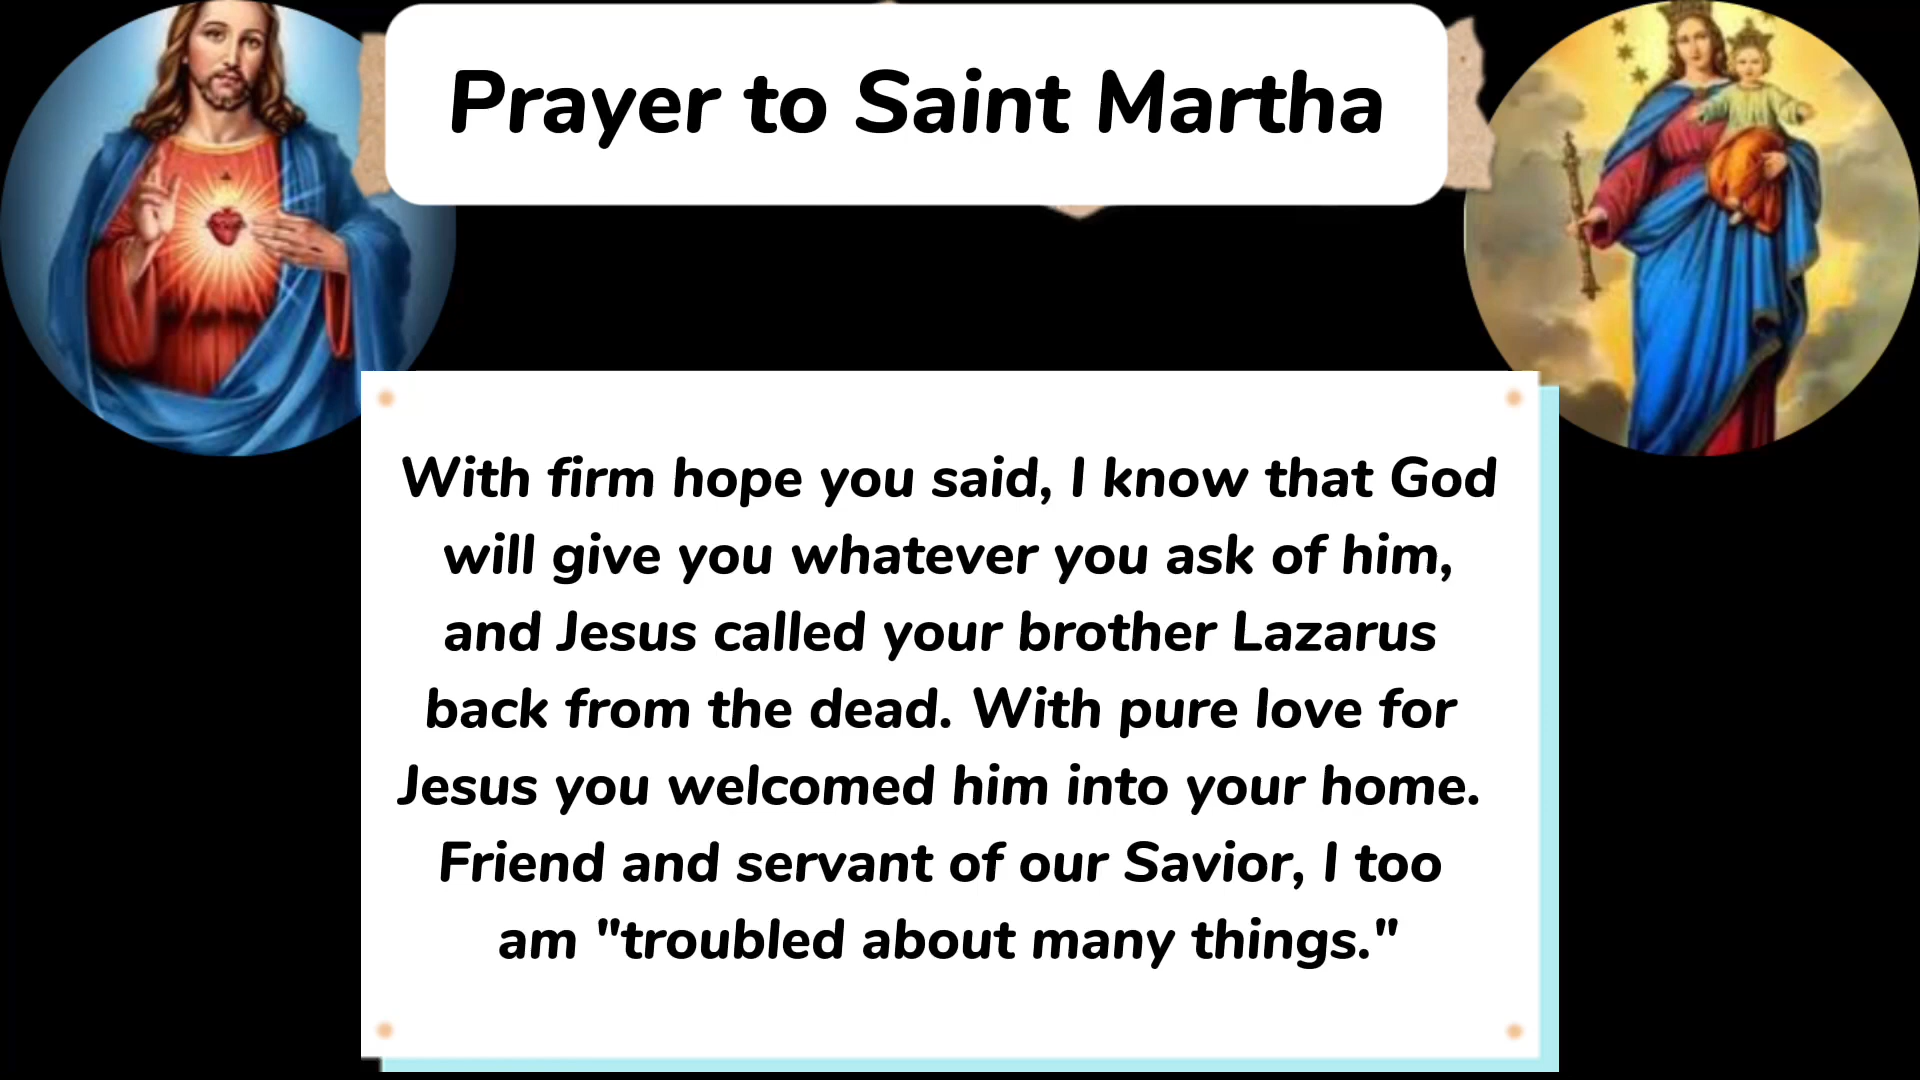 Prayer to Saint Martha
With firm hope you said, I know that God
will give you whatever you ask of him,
and Jesus called your brother Lazarus
back from the dead. With pure love for
Jesus you welcomed him into your home.
Friend and servant of our Savior, I too
am "troubled about many things."